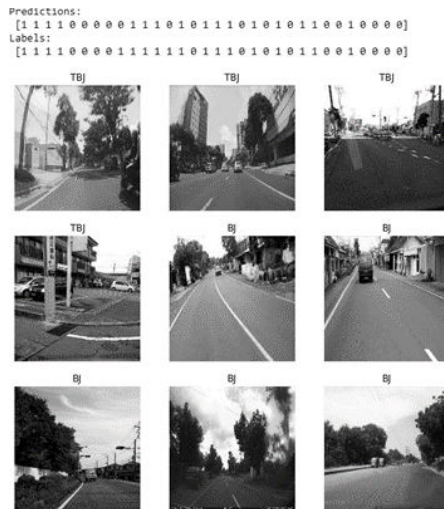 Predictions:
[1 1 1 1 0 0 0 0 0 1 1 1 0 1 0 1 1 1 0 1 0 1 0 1 1 0 0 1 0 0 0 0]
Labels:
[1 1 1 1 0 0 0 0 1 1 1 1 1 1 0 1 1 1 0 1 0 1 0 1 1 0 0 1 0 0 0 0]
TBJ TBJ TBJ
TBJ BJ BJ
BJ BJ BJ